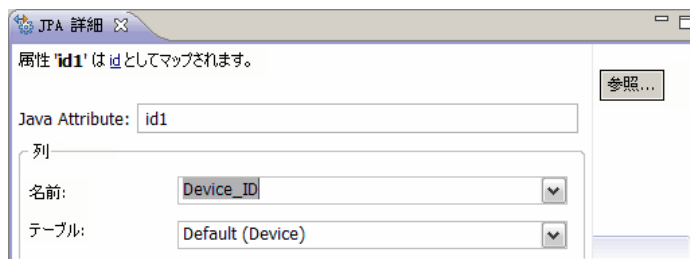 JPA 詳細
属性 'id1' は id としてマップされます。
参照...
Java Attribute: id1
列
名前: Device_ID
テーブル: Default (Device)